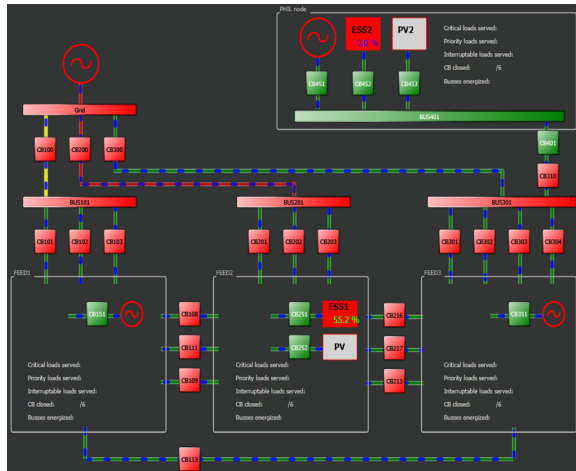 PHIL node
ESS2
0.0 %
PV2
Critical loads served:
Priority loads served:
Interruptable loads served:
CB closed: /6
Busses energized:
CB451
CB452
CB453
BUS401
Grid
CB100
CB200
CB300
CB401
CB310
BUS101
BUS201
BUS301
CB101
CB102
CB103
CB201
CB202
CB203
CB301
CB302
CB303
CB304
FEED1
CB151
Critical loads served:
Priority loads served:
Interruptable loads served:
CB closed: /6
Busses energized:
CB108
CB111
CB109
FEED2
CB251
ESS1
55.2 %
CB252
PV
Critical loads served:
Priority loads served:
Interruptable loads served:
CB closed: /6
Busses energized:
CB216
CB217
CB213
FEED3
CB351
Critical loads served:
Priority loads served:
Interruptable loads served:
CB closed: /6
Busses energized:
CB113